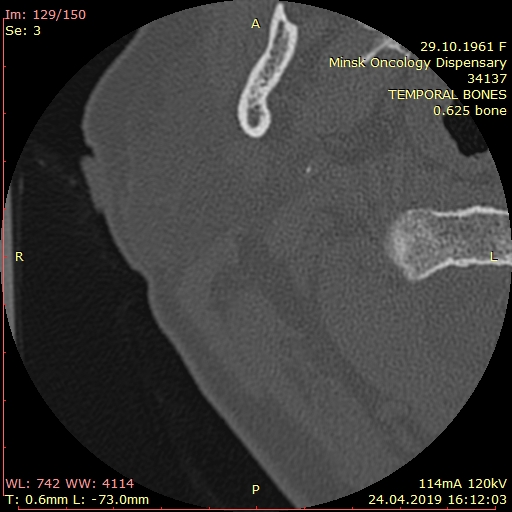 Im: 129/150
Se: 3
A
29.10.1961 F
Minsk Oncology Dispensary
34137
TEMPORAL BONES
0.625 bone
R
L
WL: 742 WW: 4114
T: 0.6mm L: -73.0mm
P
114mA 120kV
24.04.2019 16:12:03